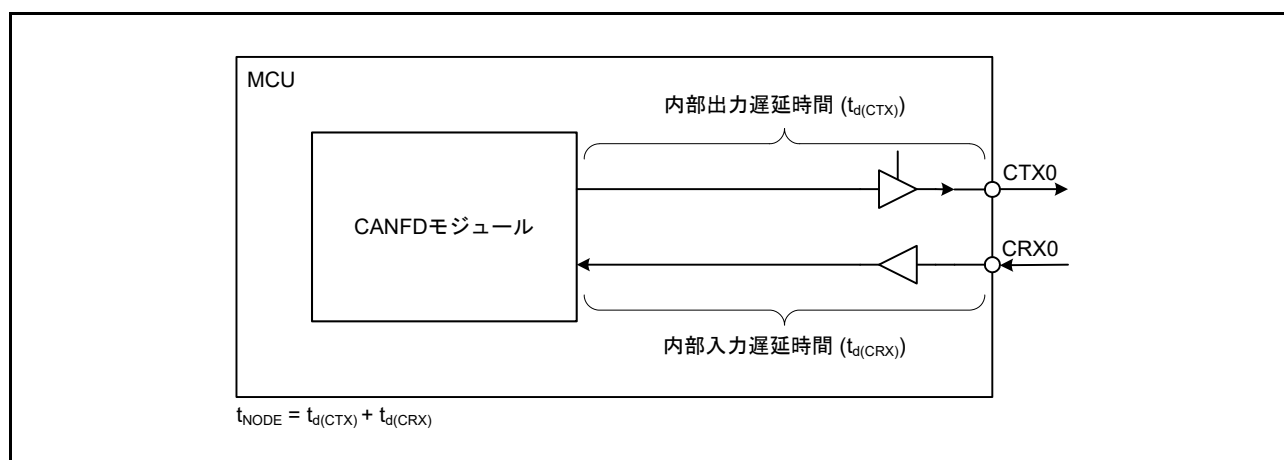 MCU
内部出力遅延時間 (td(CTX))
CTX0
CANFDモジュール
CRX0
内部入力遅延時間 (td(CRX))
tNODE = td(CTX) + td(CRX)